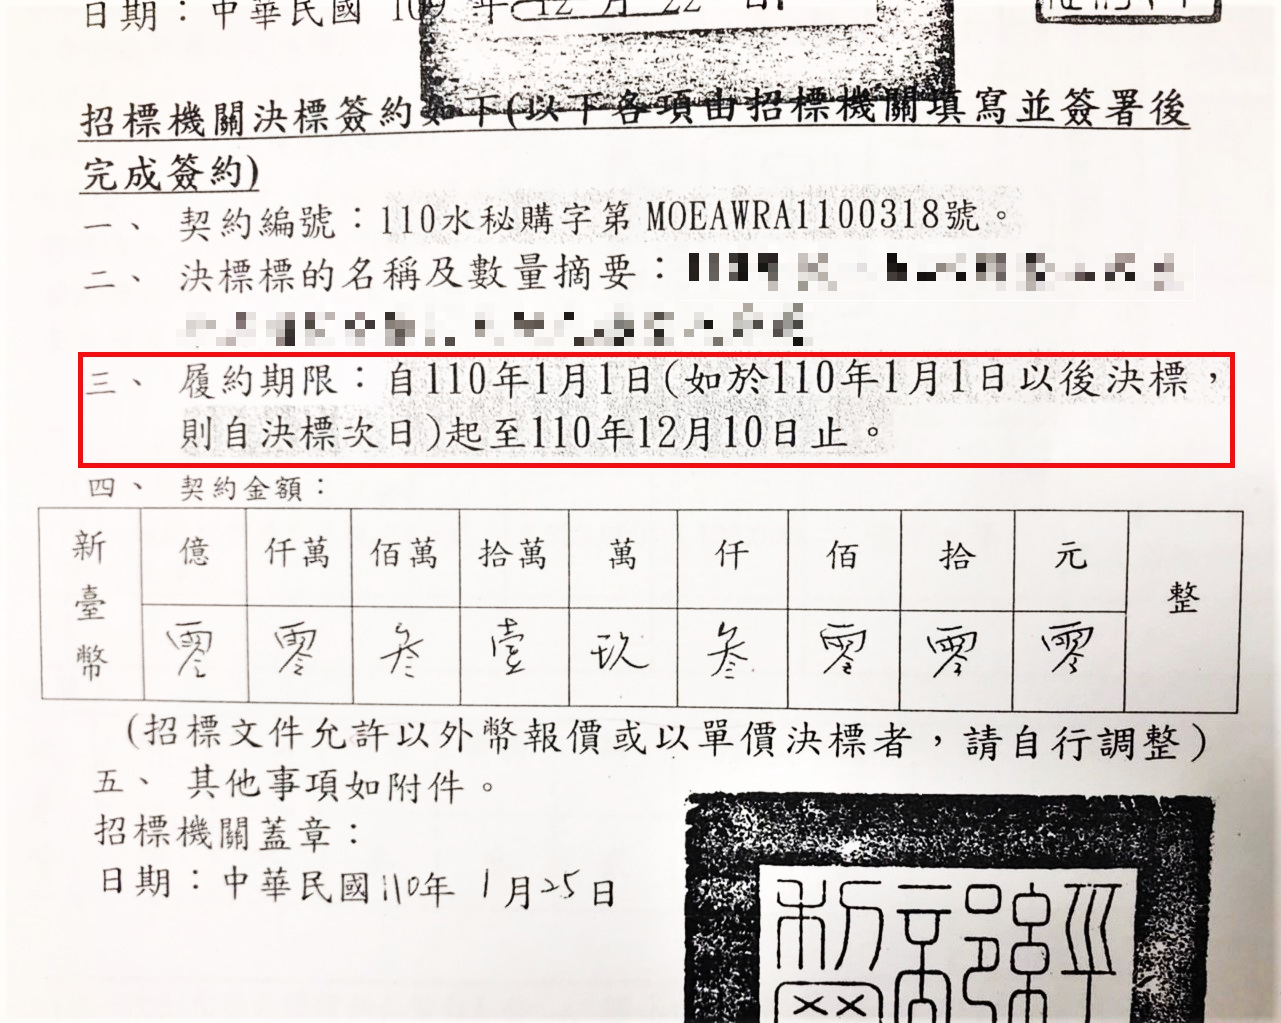 日期：中華民國 109 年 12 月 22 日
招標機關決標簽約如下(以下各項由招標機關填寫並簽署後
完成簽約)
一、 契約編號：110水秘購字第 MOEAWRA1100318號。
二、 決標標的名稱及數量摘要：
三、 履約期限：自110年1月1日(如於110年1月1日以後決標，
則自決標次日)起至110年12月10日止。
四、 契約金額：
新臺幣 億 仟萬 佰萬 拾萬 萬 仟 佰 拾 元 整
零 零 叁 壹 玖 叁 零 零 零
(招標文件允許以外幣報價或以單價決標者，請自行調整)
五、 其他事項如附件。
招標機關蓋章：
日期：中華民國110年 1月25日